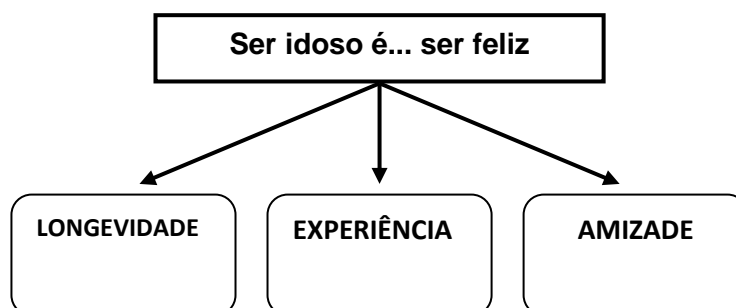 Ser idoso é... ser feliz
LONGEVIDADE
EXPERIÊNCIA
AMIZADE